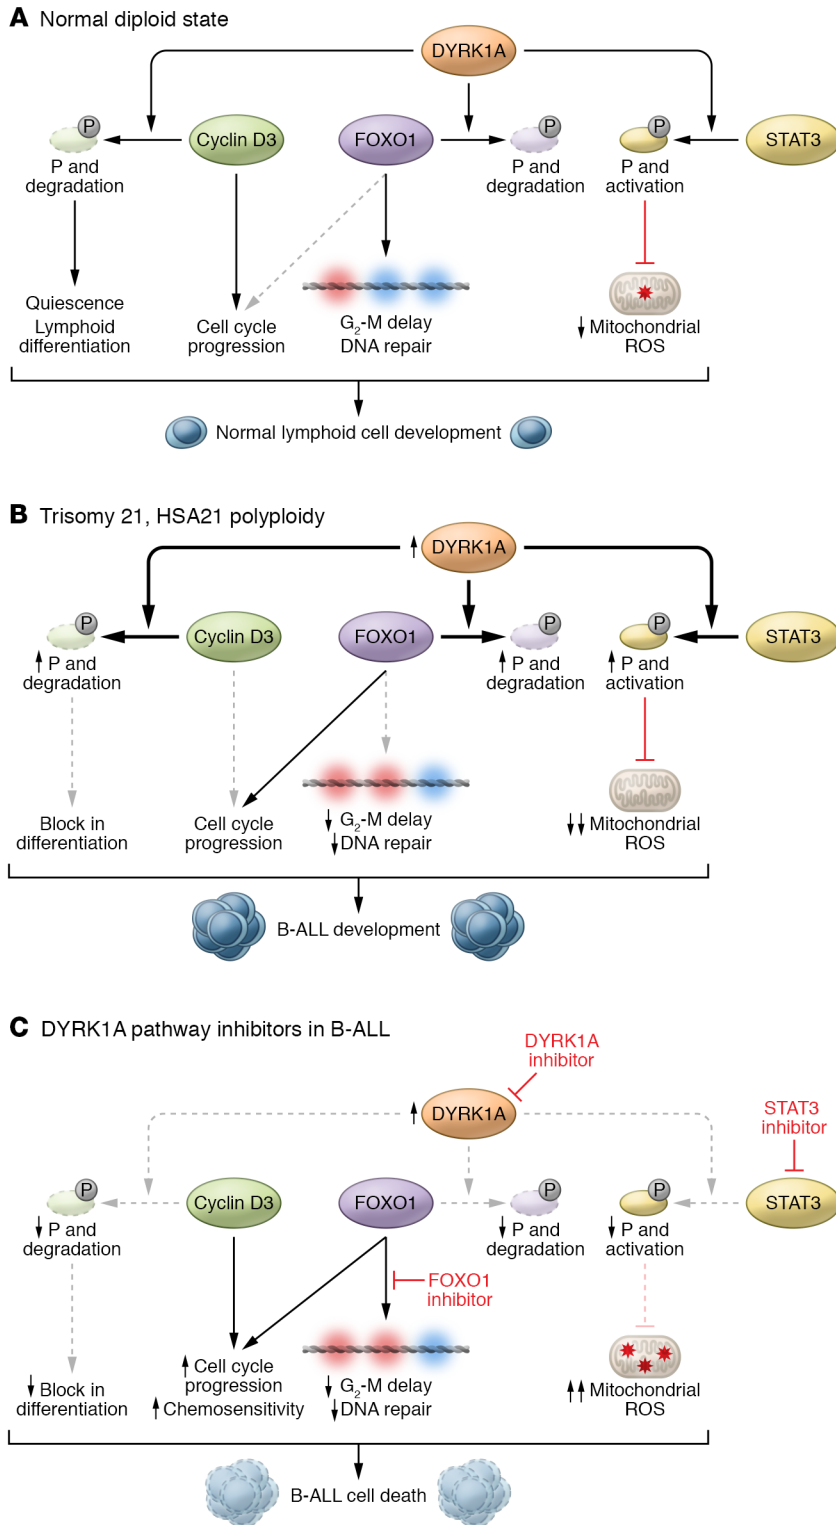 A Normal diploid state
DYRK1A
P
Cyclin D3
FOXO1
P
P
STAT3
P and
degradation
P and
degradation
P and
activation
Quiescence
Lymphoid
differentiation
Cell cycle
progression
G₂-M delay
DNA repair
Mitochondrial
ROS
Normal lymphoid cell development
B Trisomy 21, HSA21 polyploidy
DYRK1A
P
Cyclin D3
FOXO1
P
P
STAT3
P and
degradation
P and
degradation
P and
activation
Block in
differentiation
Cell cycle
progression
G₂-M delay
DNA repair
Mitochondrial
ROS
B-ALL development
C DYRK1A pathway inhibitors in B-ALL
DYRK1A
inhibitor
DYRK1A
STAT3
inhibitor
P
Cyclin D3
FOXO1
P
P
STAT3
P and
degradation
P and
degradation
P and
activation
FOXO1
inhibitor
Block in
differentiation
Cell cycle
progression
Chemosensitivity
G₂-M delay
DNA repair
Mitochondrial
ROS
B-ALL cell death